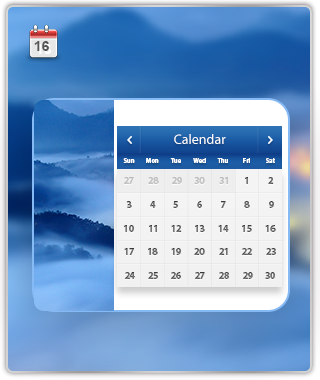 16
Calendar
Sun Mon Tue Wed Thu Fri Sat
27 28 29 30 31 1 2
3 4 5 6 7 8 9
10 11 12 13 14 15 16
17 18 19 20 21 22 23
24 25 26 27 28 29 30